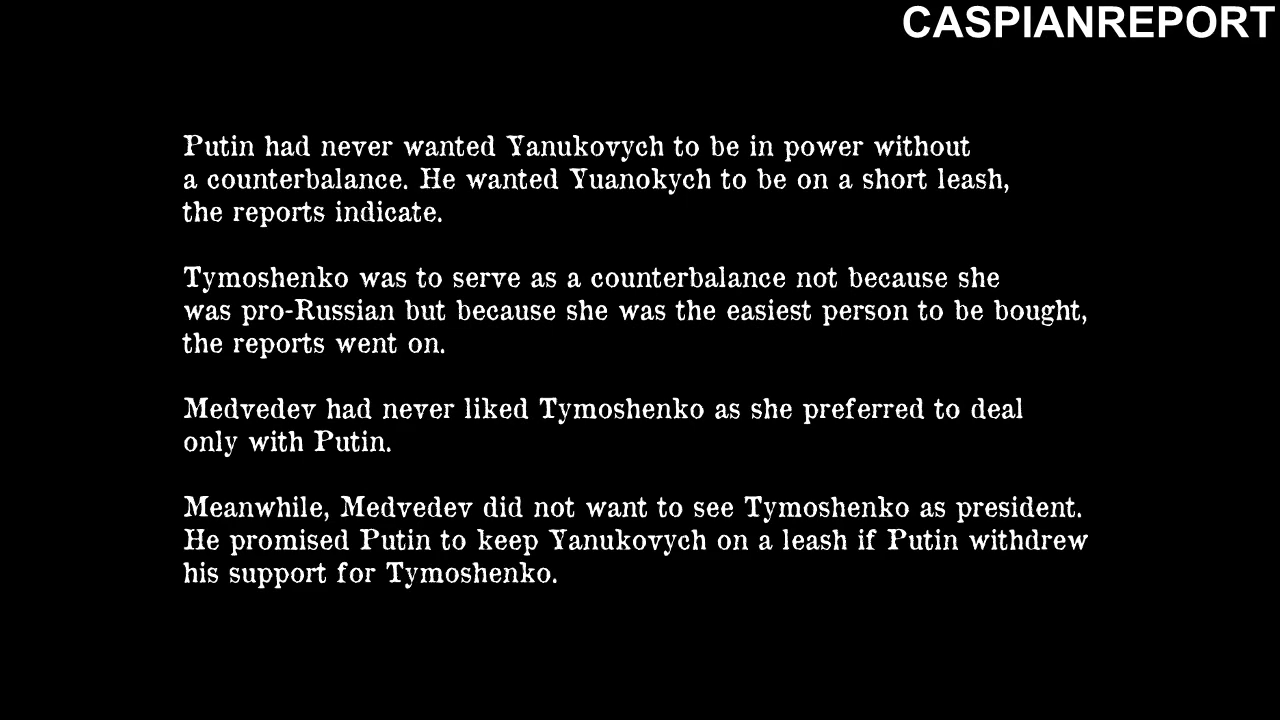 CASPIANREPORT
Putin had never wanted Yanukovych to be in power without
a counterbalance. He wanted Yuanokych to be on a short leash,
the reports indicate.
Tymoshenko was to serve as a counterbalance not because she
was pro-Russian but because she was the easiest person to be bought,
the reports went on.
Medvedev had never liked Tymoshenko as she preferred to deal
only with Putin.
Meanwhile, Medvedev did not want to see Tymoshenko as president.
He promised Putin to keep Yanukovych on a leash if Putin withdrew
his support for Tymoshenko.